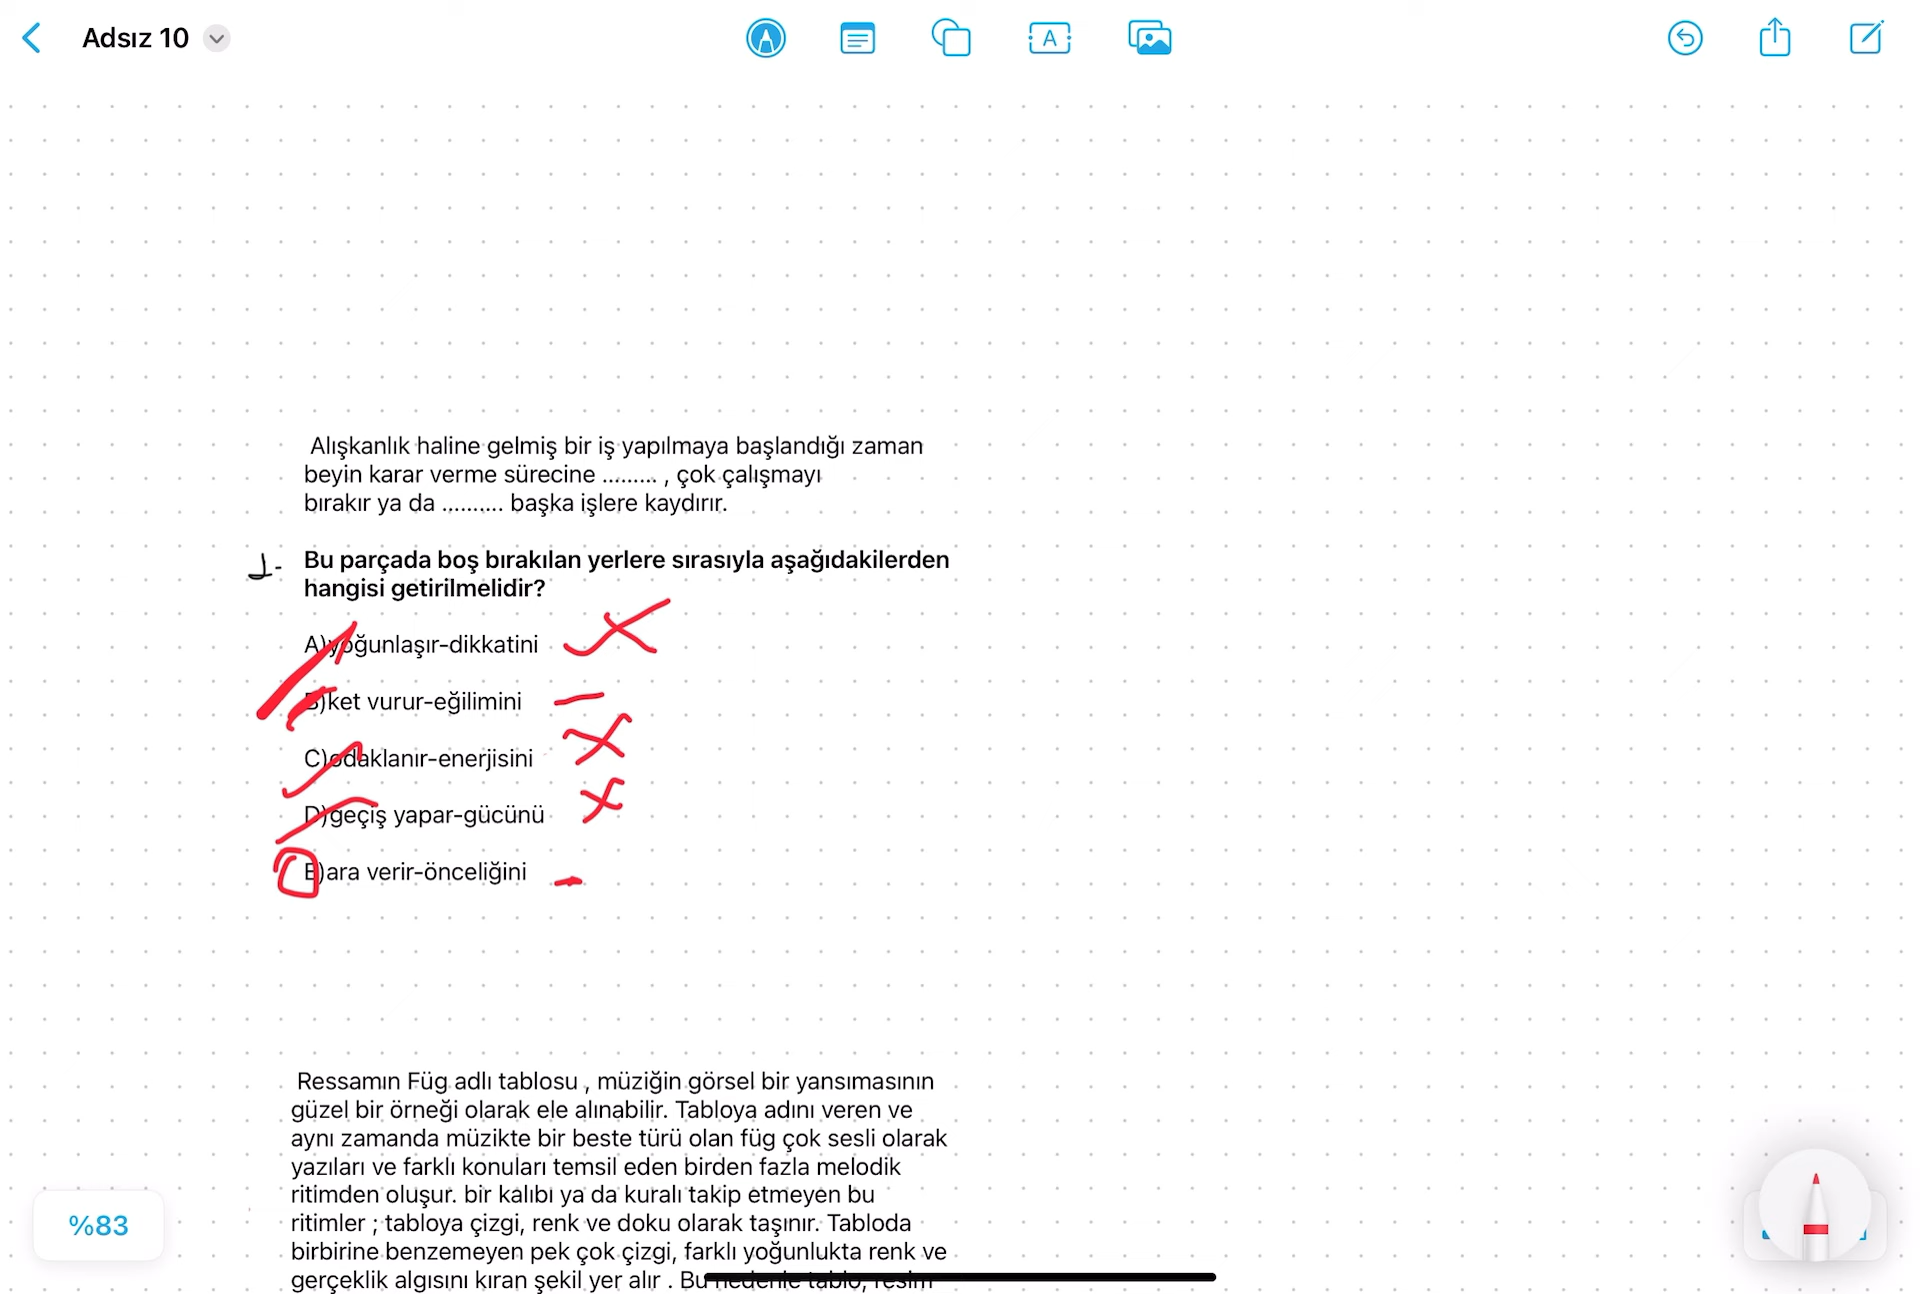 Adsız 10
Alışkanlık haline gelmiş bir iş yapılmaya başlandığı zaman
beyin karar verme sürecine ......... , çok çalışmayı
bırakır ya da .......... başka işlere kaydırır.
1- Bu parçada boş bırakılan yerlere sırasıyla aşağıdakilerden
hangisi getirilmelidir?
A)yoğunlaşır-dikkatini
B)ket vurur-eğilimini
C)odaklanır-enerjisini
D)geçiş yapar-gücünü
E)ara verir-önceliğini
Ressamın Füg adlı tablosu , müziğin görsel bir yansımasının
güzel bir örneği olarak ele alınabilir. Tabloya adını veren ve
aynı zamanda müzikte bir beste türü olan füg çok sesli olarak
yazıları ve farklı konuları temsil eden birden fazla melodik
ritimden oluşur. bir kalıbı ya da kuralı takip etmeyen bu
ritimler ; tabloya çizgi, renk ve doku olarak taşınır. Tabloda
birbirine benzemeyen pek çok çizgi, farklı yoğunlukta renk ve
gerçeklik algısını kıran şekil yer alır . Bu nedenle tablo, resim
%83